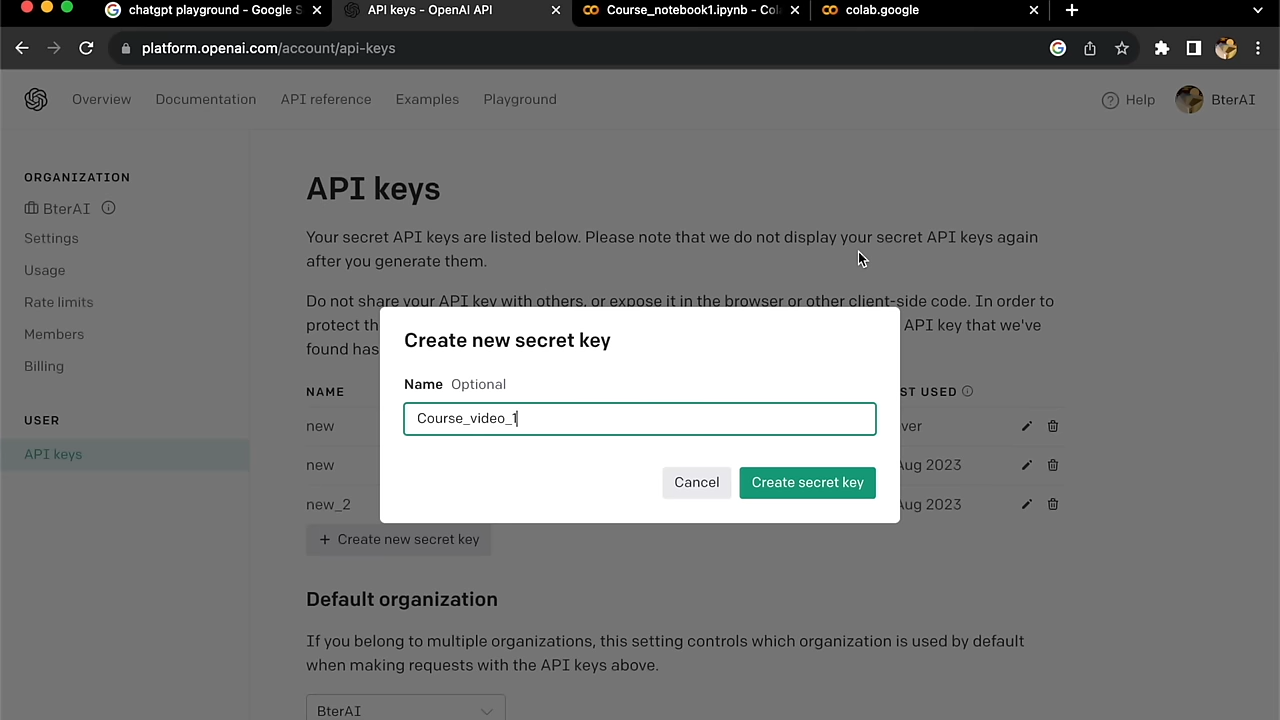 chatgpt playground - Google S
API keys - OpenAI API
Course_notebook1.ipynb - Col
colab.google
platform.openai.com/account/api-keys
Overview
Documentation
API reference
Examples
Playground
Help
BterAI
ORGANIZATION
BterAI
Settings
Usage
Rate limits
Members
Billing
USER
API keys
API keys
Your secret API keys are listed below. Please note that we do not display your secret API keys again
after you generate them.
Do not share your API key with others, or expose it in the browser or other client-side code. In order to
protect th
API key that we've
found has
NAME
ST USED
new
ver
new
Aug 2023
new_2
Aug 2023
Create new secret key
Name Optional
Course_video_1
Cancel
Create secret key
+ Create new secret key
Default organization
If you belong to multiple organizations, this setting controls which organization is used by default
when making requests with the API keys above.
BterAI